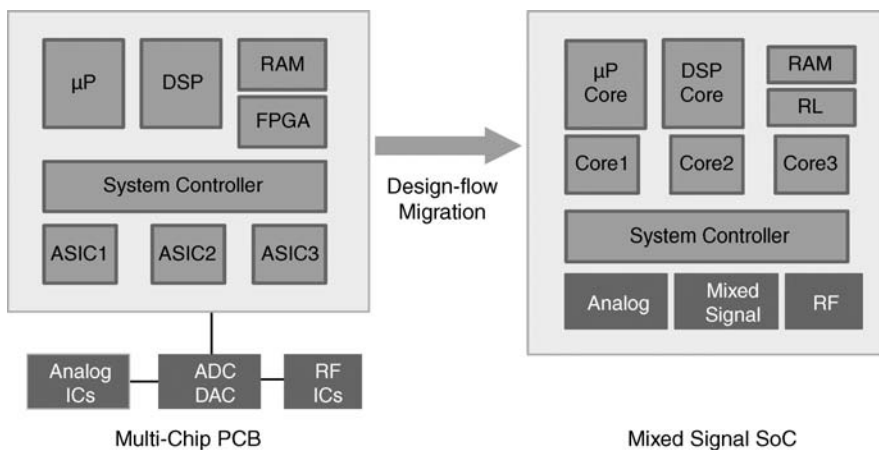 µP
DSP
RAM
FPGA
System Controller
ASIC1
ASIC2
ASIC3
Analog
ICs
ADC
DAC
RF
ICs
Multi-Chip PCB
Design-flow
Migration
µP
Core
DSP
Core
RAM
RL
Core1
Core2
Core3
System Controller
Analog
Mixed
Signal
RF
Mixed Signal SoC